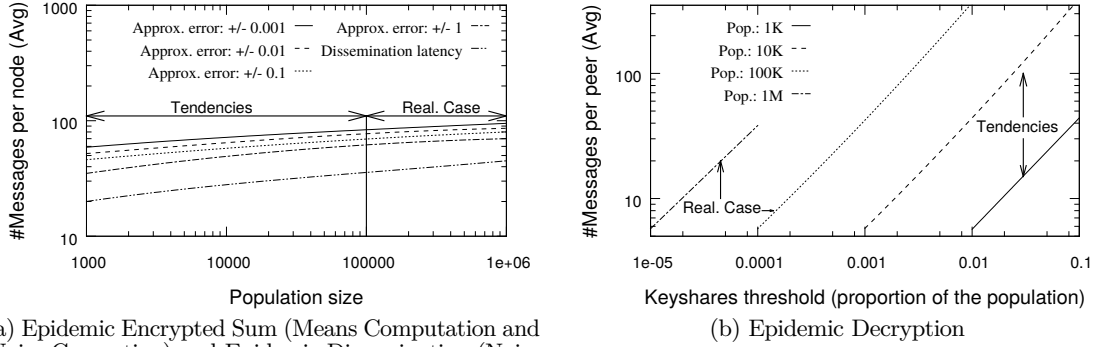 1000
100
10
#Messages per node (Avg)
Approx. error: +/- 0.001
Approx. error: +/- 0.01
Approx. error: +/- 0.1
Approx. error: +/- 1
Dissemination latency
Tendencies
Real. Case
1000 10000 100000 1e+06
Population size
a) Epidemic Encrypted Sum (Means Computation and
100
10
#Messages per peer (Avg)
Pop.: 1K
Pop.: 10K
Pop.: 100K
Pop.: 1M
Tendencies
Real. Case
1e-05 0.0001 0.001 0.01 0.1
Keyshares threshold (proportion of the population)
(b) Epidemic Decryption